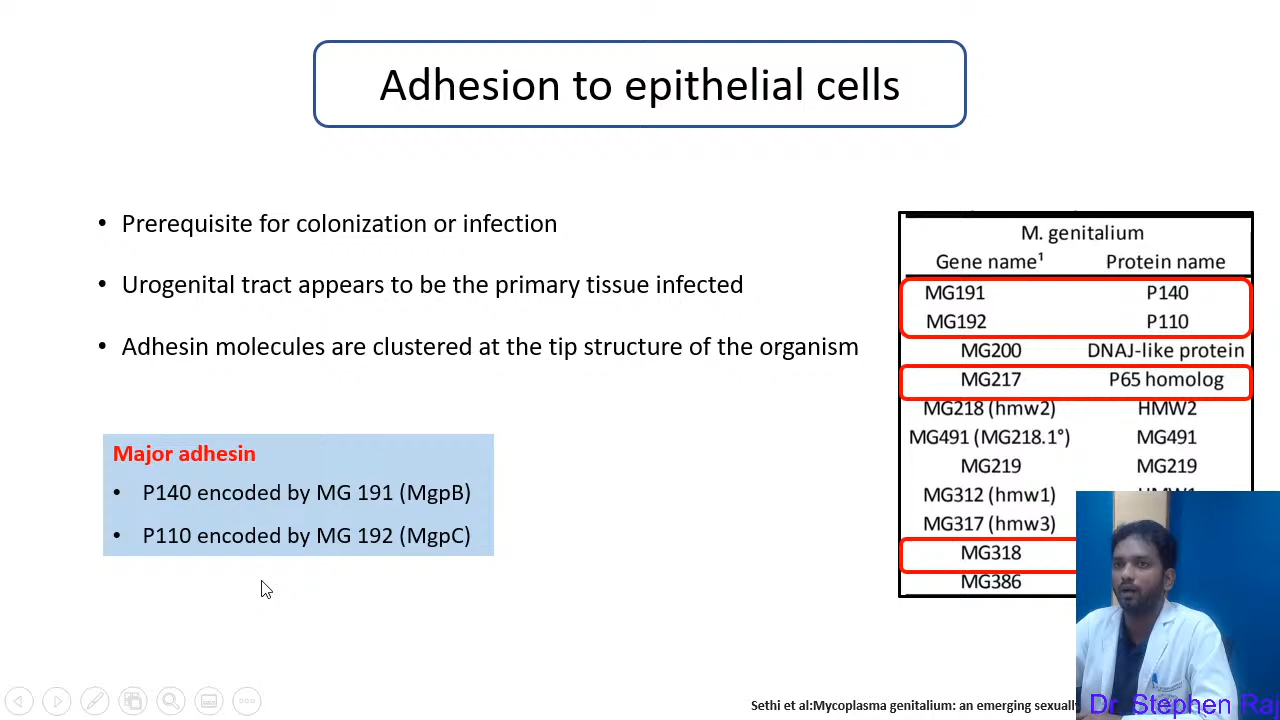 Adhesion to epithelial cells
• Prerequisite for colonization or infection
• Urogenital tract appears to be the primary tissue infected
• Adhesin molecules are clustered at the tip structure of the organism
Major adhesin
• P140 encoded by MG 191 (MgpB)
• P110 encoded by MG 192 (MgpC)
M. genitalium
Gene name¹ Protein name
MG191 P140
MG192 P110
MG200 DNAJ-like protein
MG217 P65 homolog
MG218 (hmw2) HMW2
MG491 (MG218.1°) MG491
MG219 MG219
MG312 (hmw1) HMW1
MG317 (hmw3)
MG318
MG386
Sethi et al:Mycoplasma genitalium: an emerging sexually
Dr. Stephen Raj